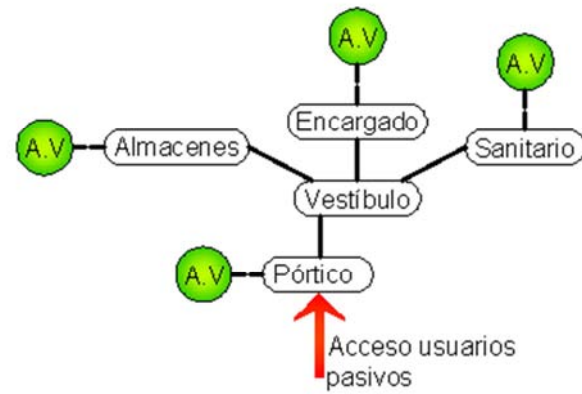 A.V
A.V
Encargado
A.V
Almacenes
Sanitario
Vestíbulo
A.V
Pórtico
Acceso usuarios
pasivos